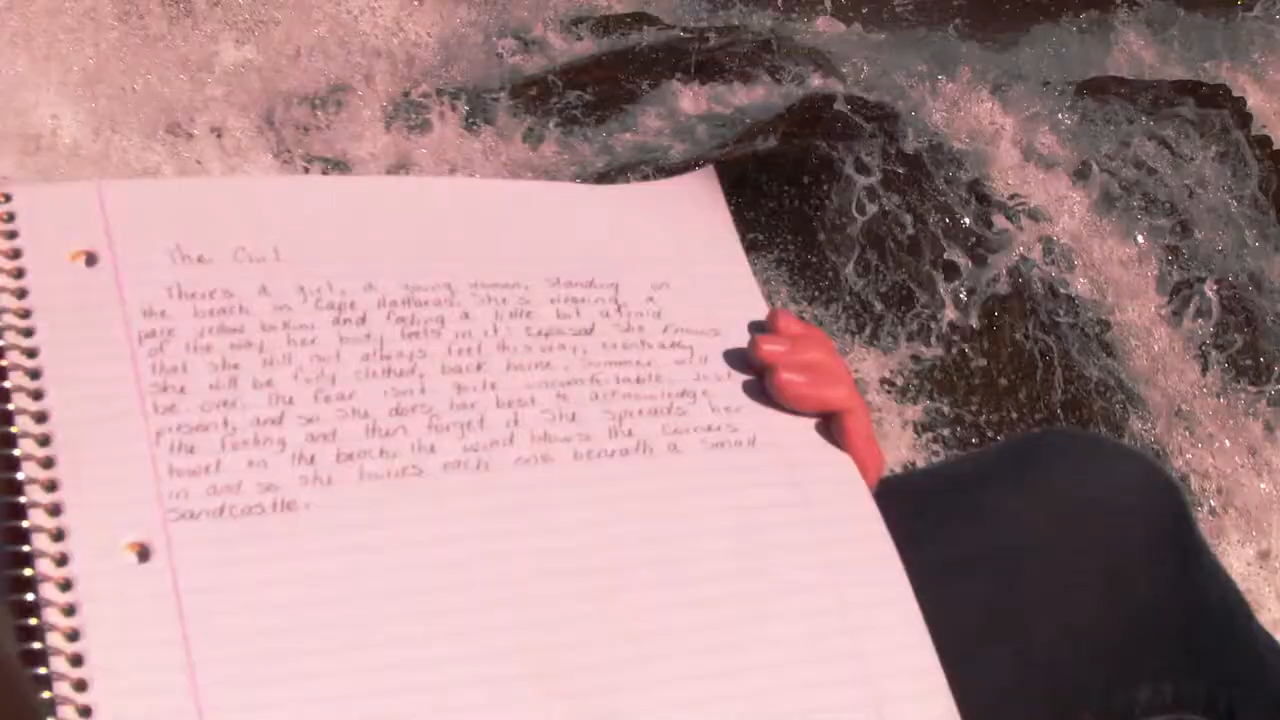 The Girl
There's a girl, a young woman, standing on
the beach in Cape Hatteras. She's wearing a
pale yellow bikini and feeling a little bit afraid
of the way her body feels in it: exposed. She knows
that she will not always feel this way, eventually
she will be fully clothed, back home, summer will
be over. The fear isn't quite uncomfortable, just
present, and so she does her best to acknowledge
the feeling and then forget it. She spreads her
towel on the beach, the wind blows the corners
in and so she buries each one beneath a small
sandcastle.